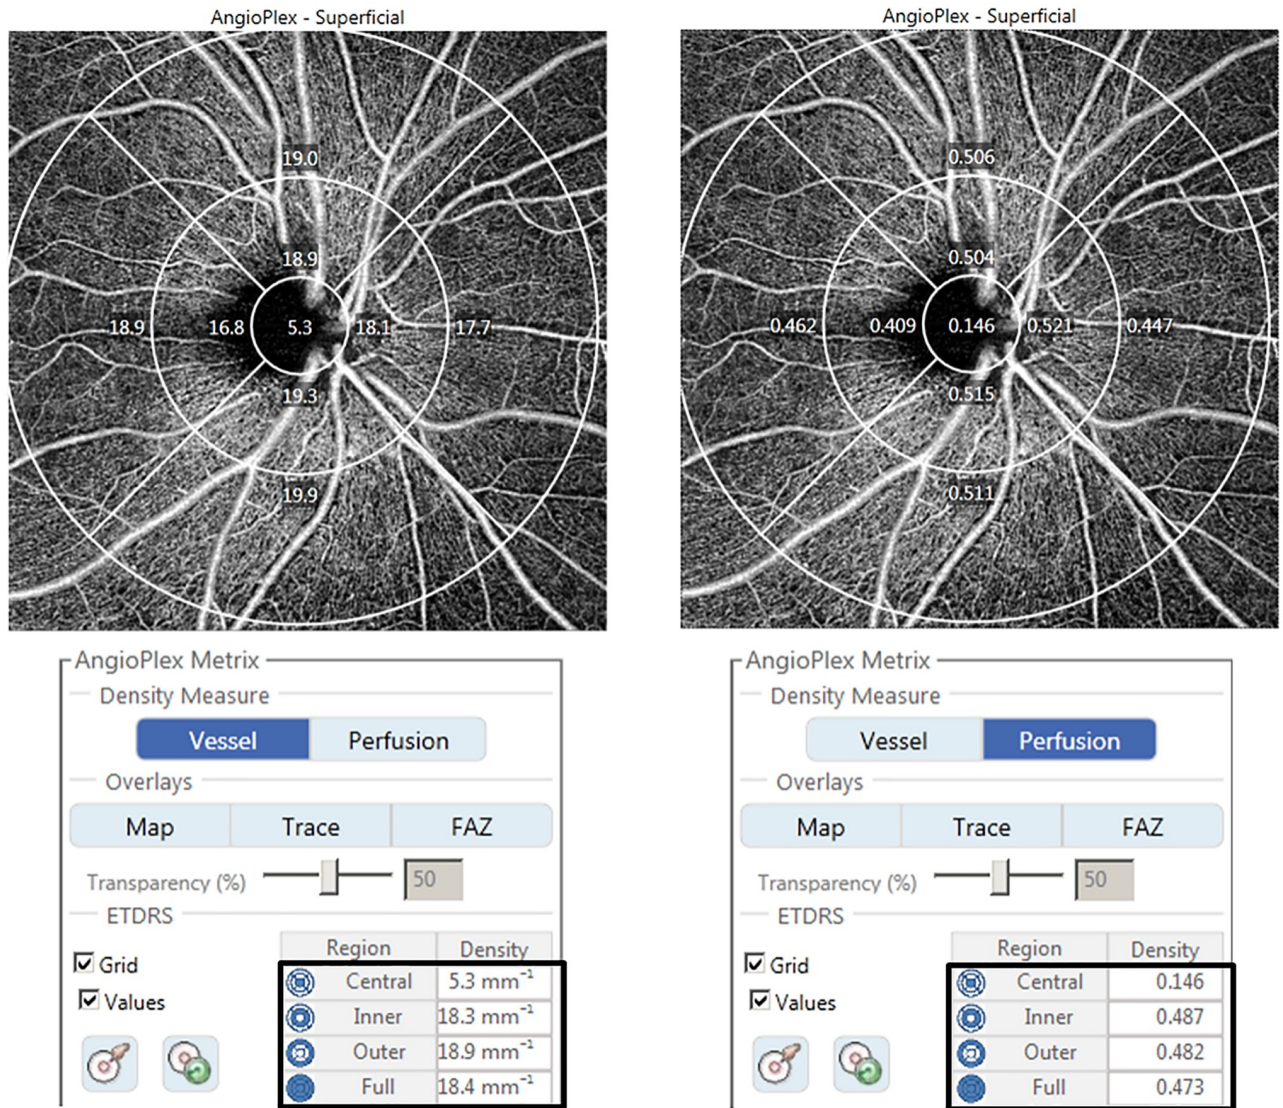 AngioPlex - Superficial
19.0
18.9
18.9 16.8 5.3 18.1 17.7
19.3
19.9
AngioPlex Metrix
Density Measure
Vessel Perfusion
Overlays
Map Trace FAZ
Transparency (%) 50
ETDRS
Region Density
Grid
Values
Central 5.3 mm⁻¹
Inner 18.3 mm⁻¹
Outer 18.9 mm⁻¹
Full 18.4 mm⁻¹
AngioPlex - Superficial
0.506
0.504
0.462 0.409 0.146 0.521 0.447
0.515
0.511
AngioPlex Metrix
Density Measure
Vessel Perfusion
Overlays
Map Trace FAZ
Transparency (%) 50
ETDRS
Region Density
Grid
Values
Central 0.146
Inner 0.487
Outer 0.482
Full 0.473